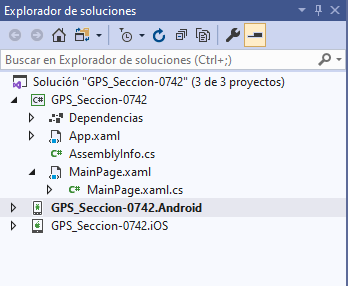 Explorador de soluciones
Buscar en Explorador de soluciones (Ctrl+;)
Solución "GPS_Seccion-0742" (3 de 3 proyectos)
C# GPS_Seccion-0742
Dependencias
App.xaml
C# AssemblyInfo.cs
MainPage.xaml
C# MainPage.xaml.cs
GPS_Seccion-0742.Android
GPS_Seccion-0742.iOS